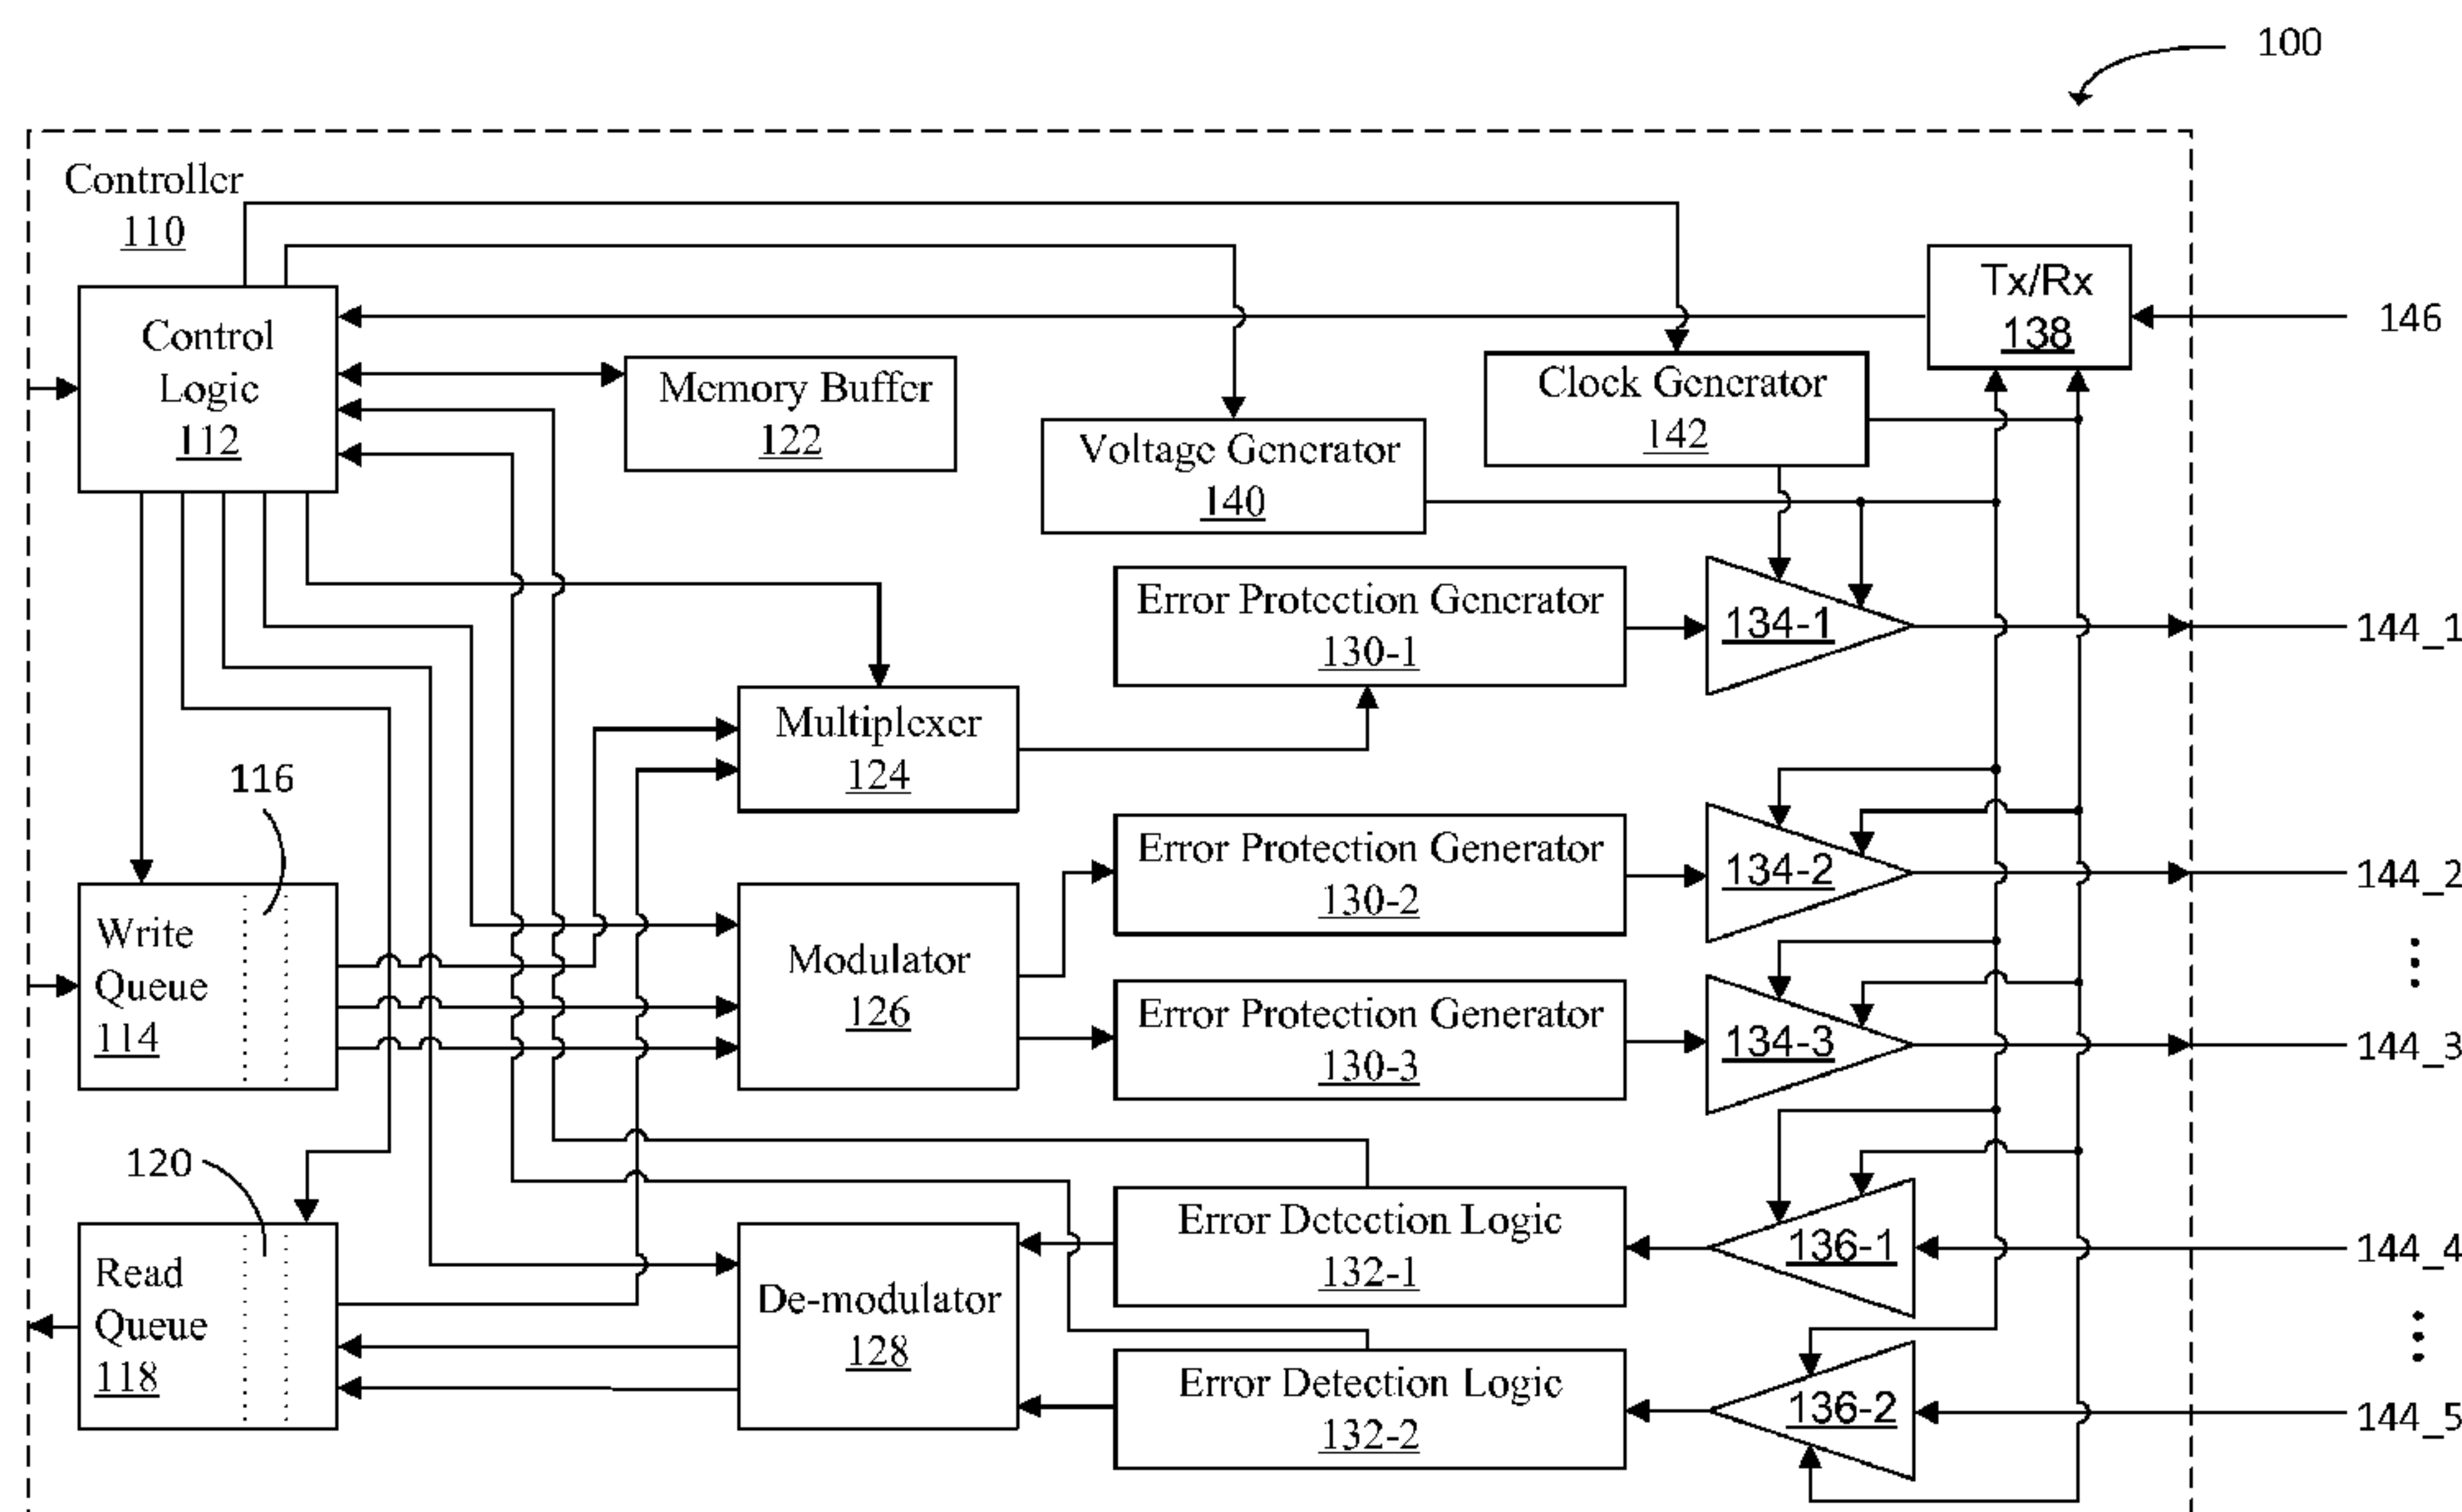 100
Controller
110
Tx/Rx
138
146
Control
Logic
112
Memory Buffer
122
Clock Generator
142
Voltage Generator
140
Error Protection Generator
130-1
134-1
144_1
Multiplexer
124
116
Error Protection Generator
130-2
134-2
144_2
Write
Queue
114
Modulator
126
Error Protection Generator
130-3
134-3
144_3
120
Error Detection Logic
132-1
136-1
144_4
Read
Queue
118
De-modulator
128
Error Detection Logic
132-2
136-2
144_5